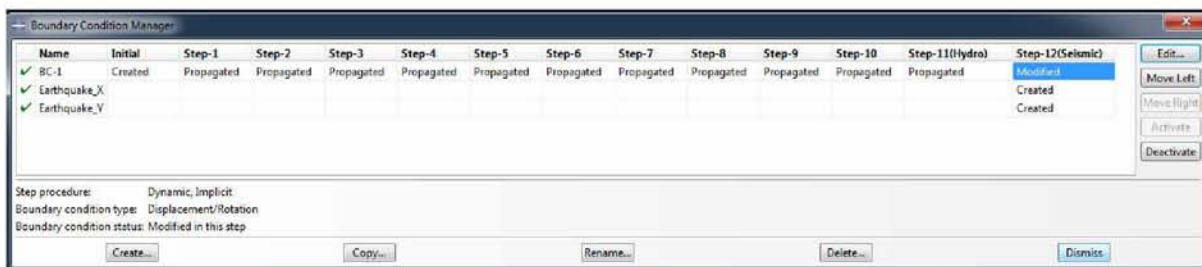 Boundary Condition Manager
Name Initial Step-1 Step-2 Step-3 Step-4 Step-5 Step-6 Step-7 Step-8 Step-9 Step-10 Step-11(Hydro) Step-12(Seismic) Edit...
BC-1 Created Propagated Propagated Propagated Propagated Propagated Propagated Propagated Propagated Propagated Propagated Propagated Modified Move Left
Earthquake_X Created
Earthquake_Y Created Move Right
Activate
Deactivate
Step procedure: Dynamic, Implicit
Boundary condition type: Displacement/Rotation
Boundary condition status: Modified in this step
Create... Copy... Rename... Delete... Dismiss